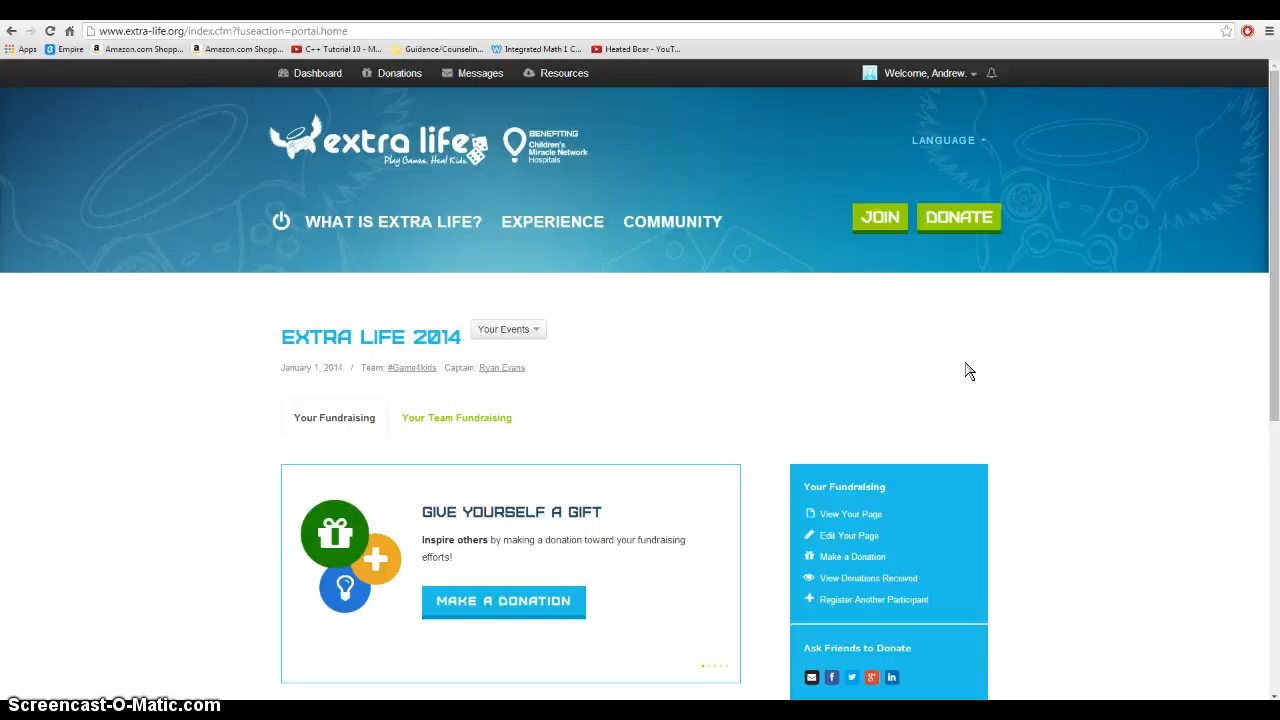 www.extra-life.org/index.cfm?fuseaction=portal.home
Apps Empire Amazon.com Shopp... Amazon.com Shopp... C++ Tutorial 10 - M... Guidance/Counselin... Integrated Math 1 C... Heated Boar - YouT...
Dashboard Donations Messages Resources Welcome, Andrew.
extra life
Play Games. Heal Kids.
BENEFITING
Children's
Miracle Network
Hospitals
LANGUAGE
WHAT IS EXTRA LIFE? EXPERIENCE COMMUNITY JOIN DONATE
EXTRA LIFE 2014 Your Events
January 1, 2014 / Team: #Game4kids Captain: Ryan Evans
Your Fundraising Your Team Fundraising
GIVE YOURSELF A GIFT
Inspire others by making a donation toward your fundraising
efforts!
MAKE A DONATION
Your Fundraising
View Your Page
Edit Your Page
Make a Donation
View Donations Received
Register Another Participant
Ask Friends to Donate
Screencast-O-Matic.com